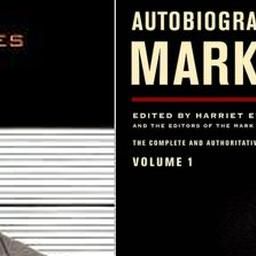 ES
AUTOBIOGRA
MARK
EDITED BY HARRIET E
AND THE EDITORS OF THE MARK
THE COMPLETE AND AUTHORITATIV
VOLUME 1